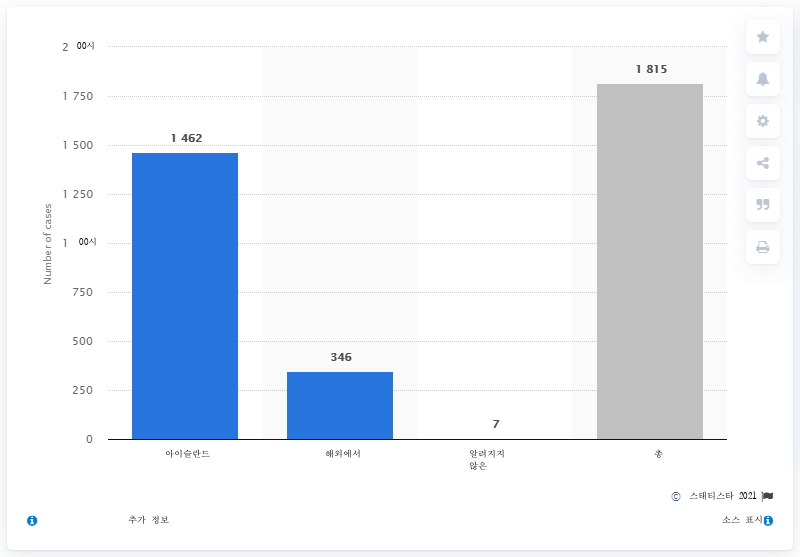 2 00시
1 750
1 500
1 250
1 00시
750
500
250
0
Number of cases
1 462
346
7
1 815
아이슬란드
해외에서
알려지지
않은
총
© 스태티스타 2021
추가 정보
소스 표시